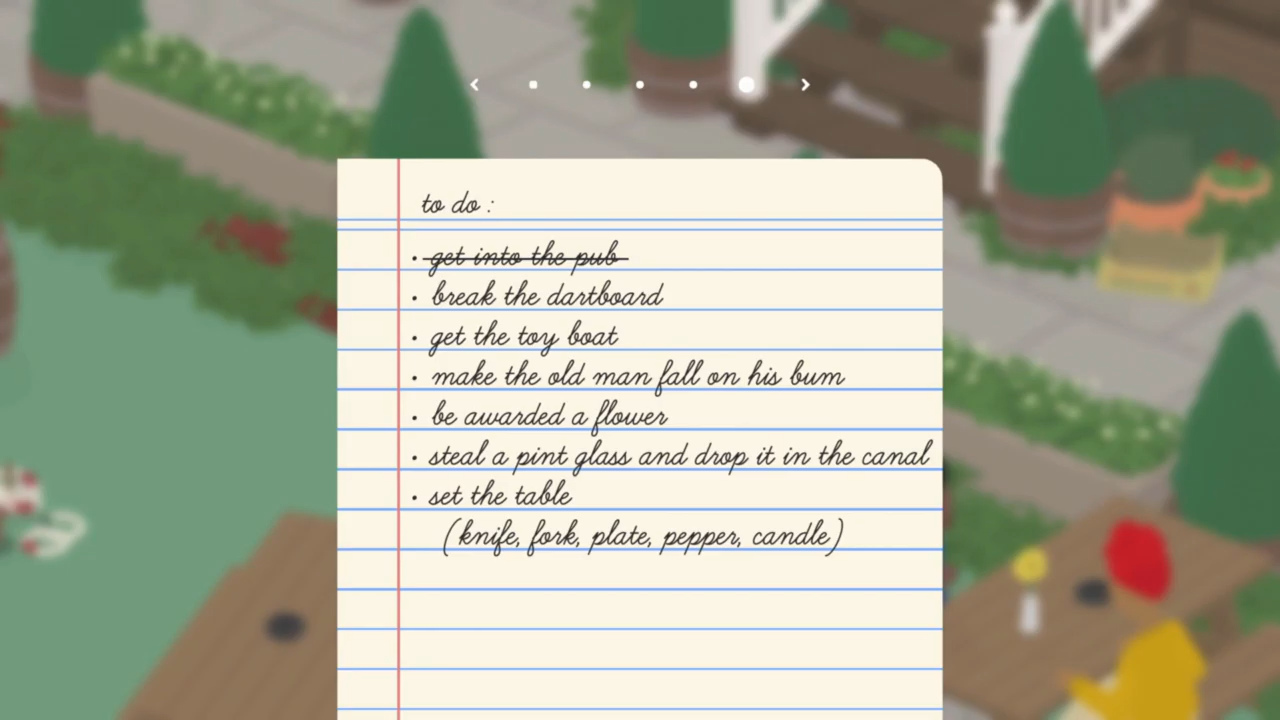 to do :
• get into the pub
• break the dartboard
• get the toy boat
• make the old man fall on his bum
• be awarded a flower
• steal a pint glass and drop it in the canal
• set the table
(knife, fork, plate, pepper, candle)